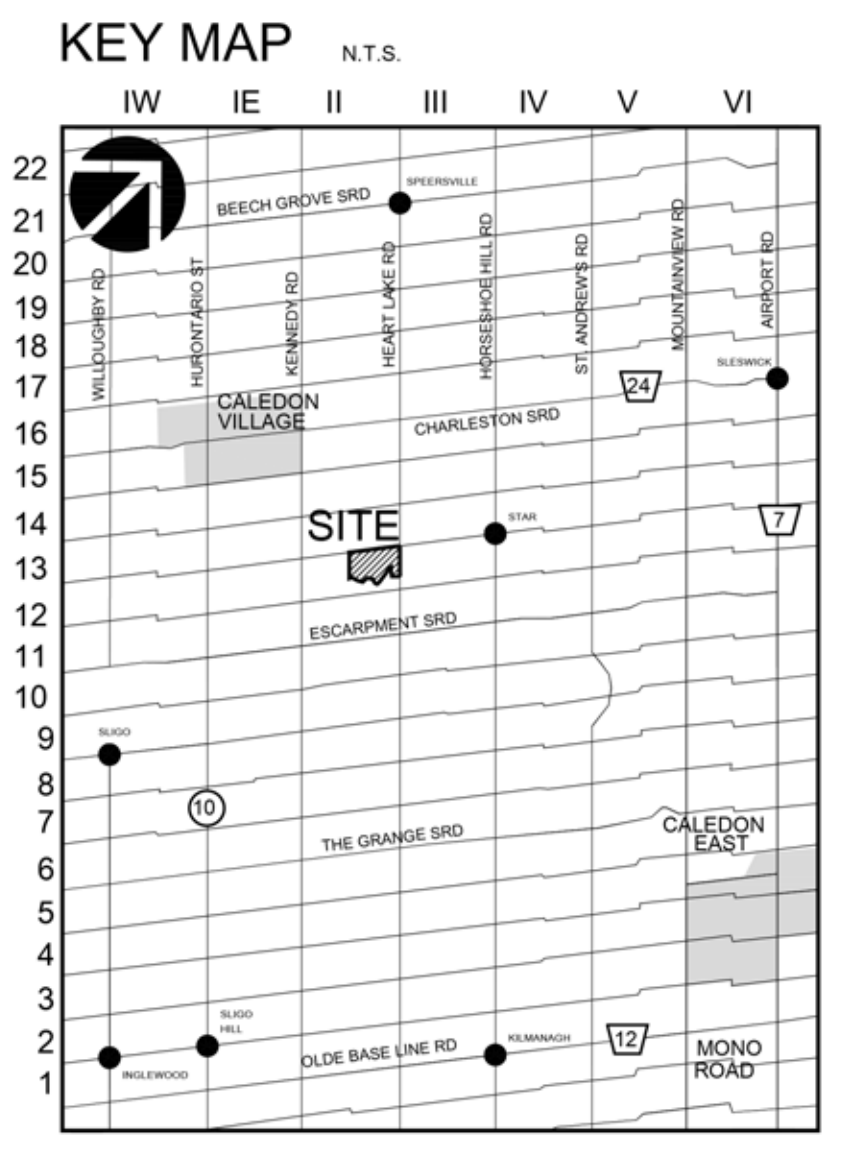 KEY MAP N.T.S.
IW IE II III IV V VI
22
SPEERSVILLE
BEECH GROVE SRD
21
20
WILLOUGHBY RD
HURONTARIO ST
KENNEDY RD
HEART LAKE RD
HORSESHOE HILL RD
ST. ANDREW'S RD
MOUNTAINVIEW RD
AIRPORT RD
19
18
SLESWICK
17
24
CALEDON
VILLAGE
CHARLESTON SRD
16
15
14
SITE
STAR
7
13
12
ESCARPMENT SRD
11
10
9
SLIGO
8
10
7
THE GRANGE SRD
CALEDON
EAST
6
5
4
3
SLIGO
HILL
2
KILMANAGH
12
OLDE BASE LINE RD
MONO
ROAD
INGLEWOOD
1